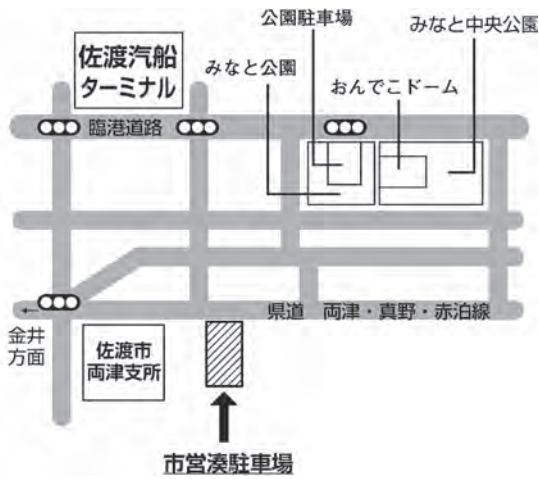 公園駐車場
みなと中央公園
佐渡汽船
ターミナル
みなと公園
おんでこドーム
臨港道路
県道 両津・真野・赤泊線
←
金井
方面
佐渡市
両津支所
市営湊駐車場